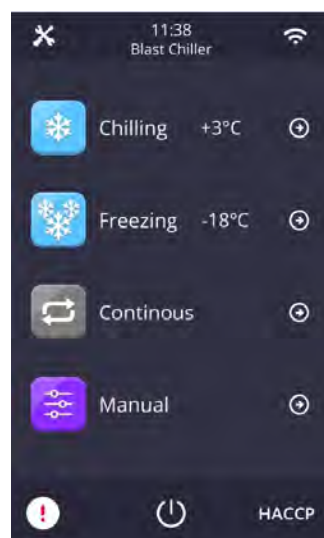 11:38
Blast Chiller
Chilling +3°C
Freezing -18°C
Continous
Manual
! HACCP